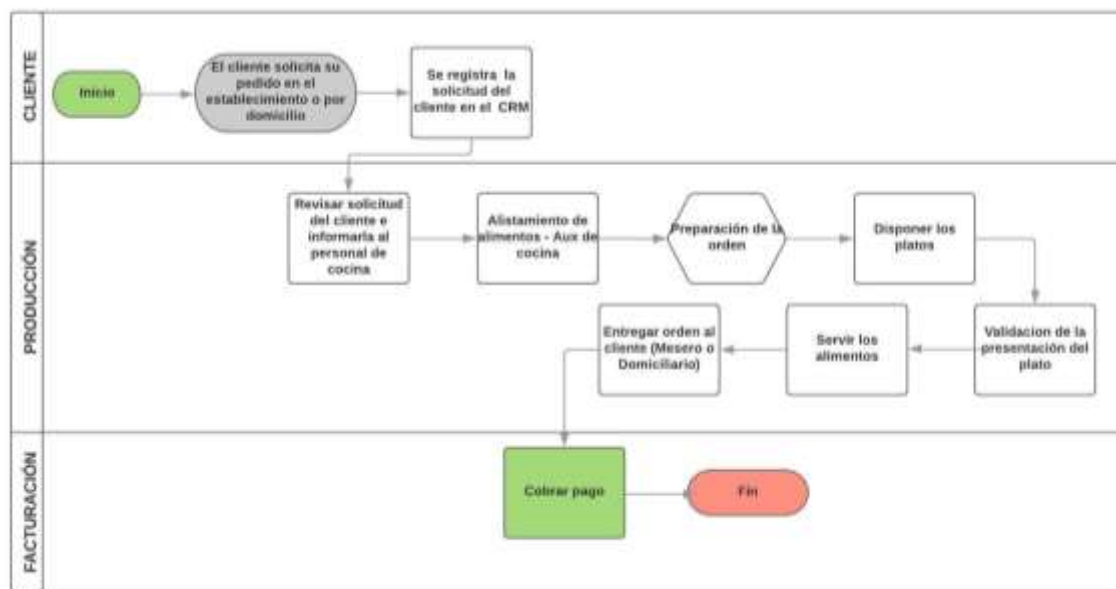 CLIENTE
Inicio
El cliente solicita su
pedido en el
establecimiento o por
domicilio
Se registra la
solicitud del
cliente en el CRM
PRODUCCIÓN
Revisar solicitud
del cliente e
informarla al
personal de
cocina
Alistamiento de
alimentos - Aux de
cocina
Preparación de la
orden
Disponer los
platos
Entregar orden al
cliente (Mesero o
Domiciliario)
Servir los
alimentos
Validacion de la
presentación del
plato
FACTURACIÓN
Cobrar pago
Fin